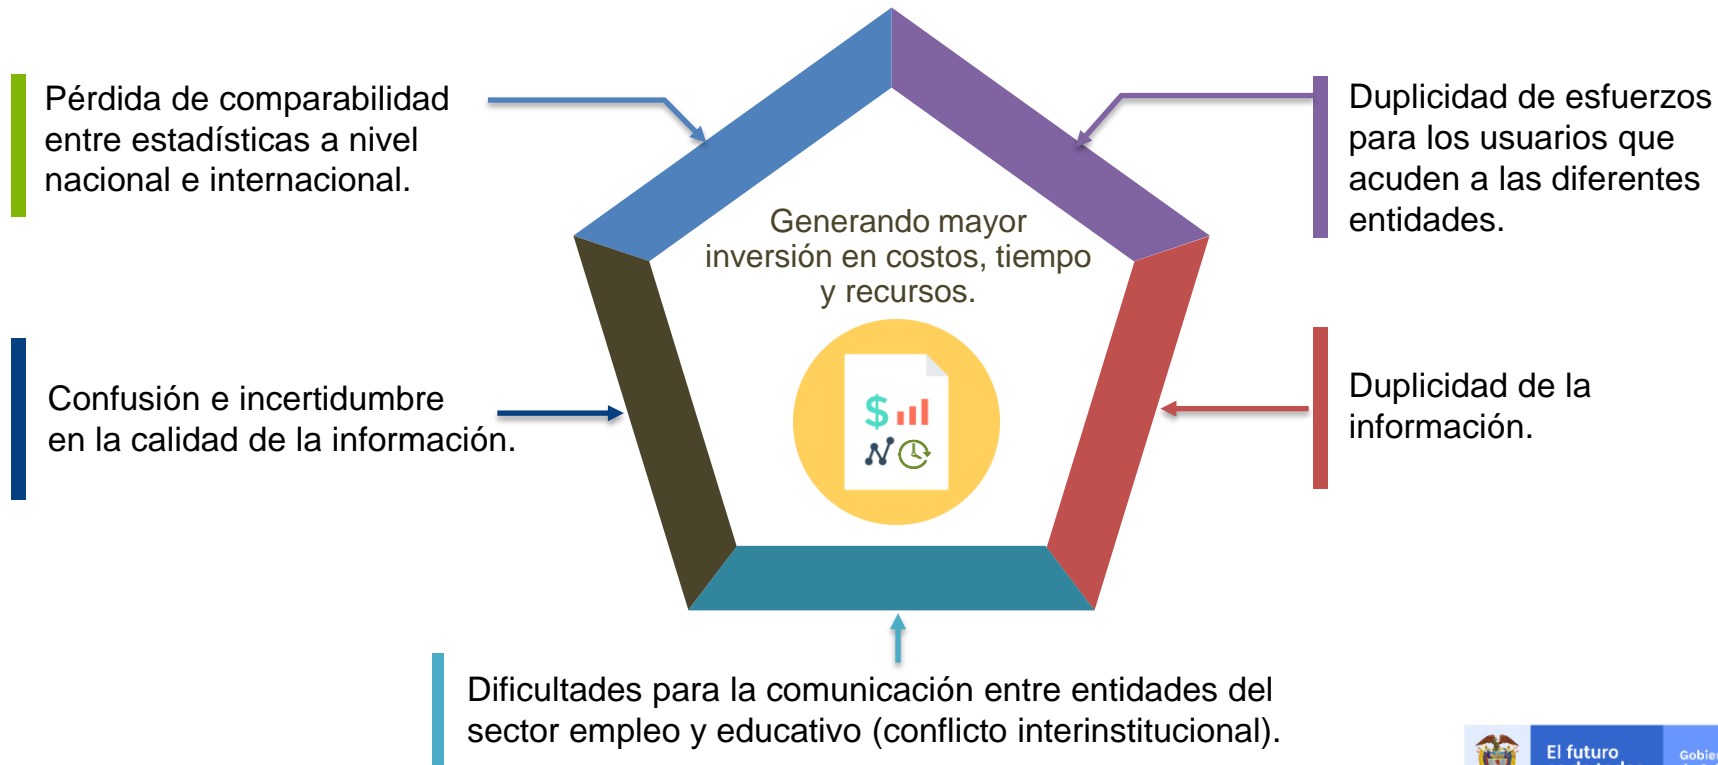 Pérdida de comparabilidad
entre estadísticas a nivel
nacional e internacional.
Duplicidad de esfuerzos
para los usuarios que
acuden a las diferentes
entidades.
Generando mayor
inversión en costos, tiempo
y recursos.
Confusión e incertidumbre
en la calidad de la información.
Duplicidad de la
información.
$
Dificultades para la comunicación entre entidades del
sector empleo y educativo (conflicto interinstitucional).
El futuro